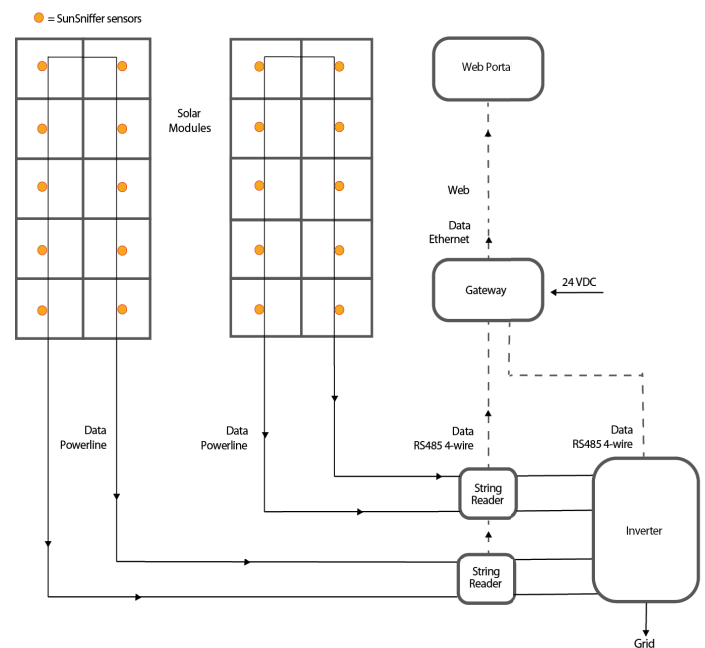 = SunSniffer sensors
Solar
Modules
Web Porta
Web
Data
Ethernet
Gateway
24 VDC
Data
Powerline
Data
Powerline
Data
RS485 4-wire
Data
RS485 4-wire
String
Reader
Inverter
String
Reader
Grid